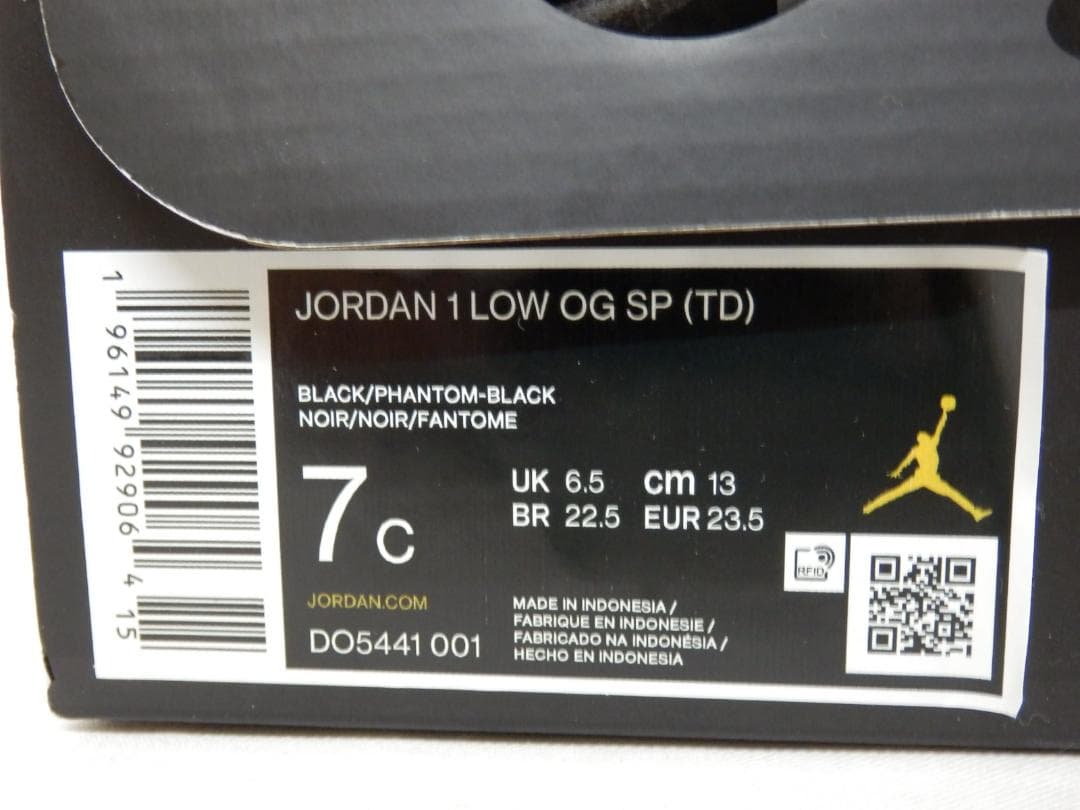 1 96149 92906 4 15
JORDAN 1 LOW OG SP (TD)
BLACK/PHANTOM-BLACK
NOIR/NOIR/FANTOME
7c
UK 6.5 cm 13
BR 22.5 EUR 23.5
RFID
JORDAN.COM
DO5441 001
MADE IN INDONESIA /
FABRIQUE EN INDONESIE /
FABRICADO NA INDONÉSIA /
HECHO EN INDONESIA